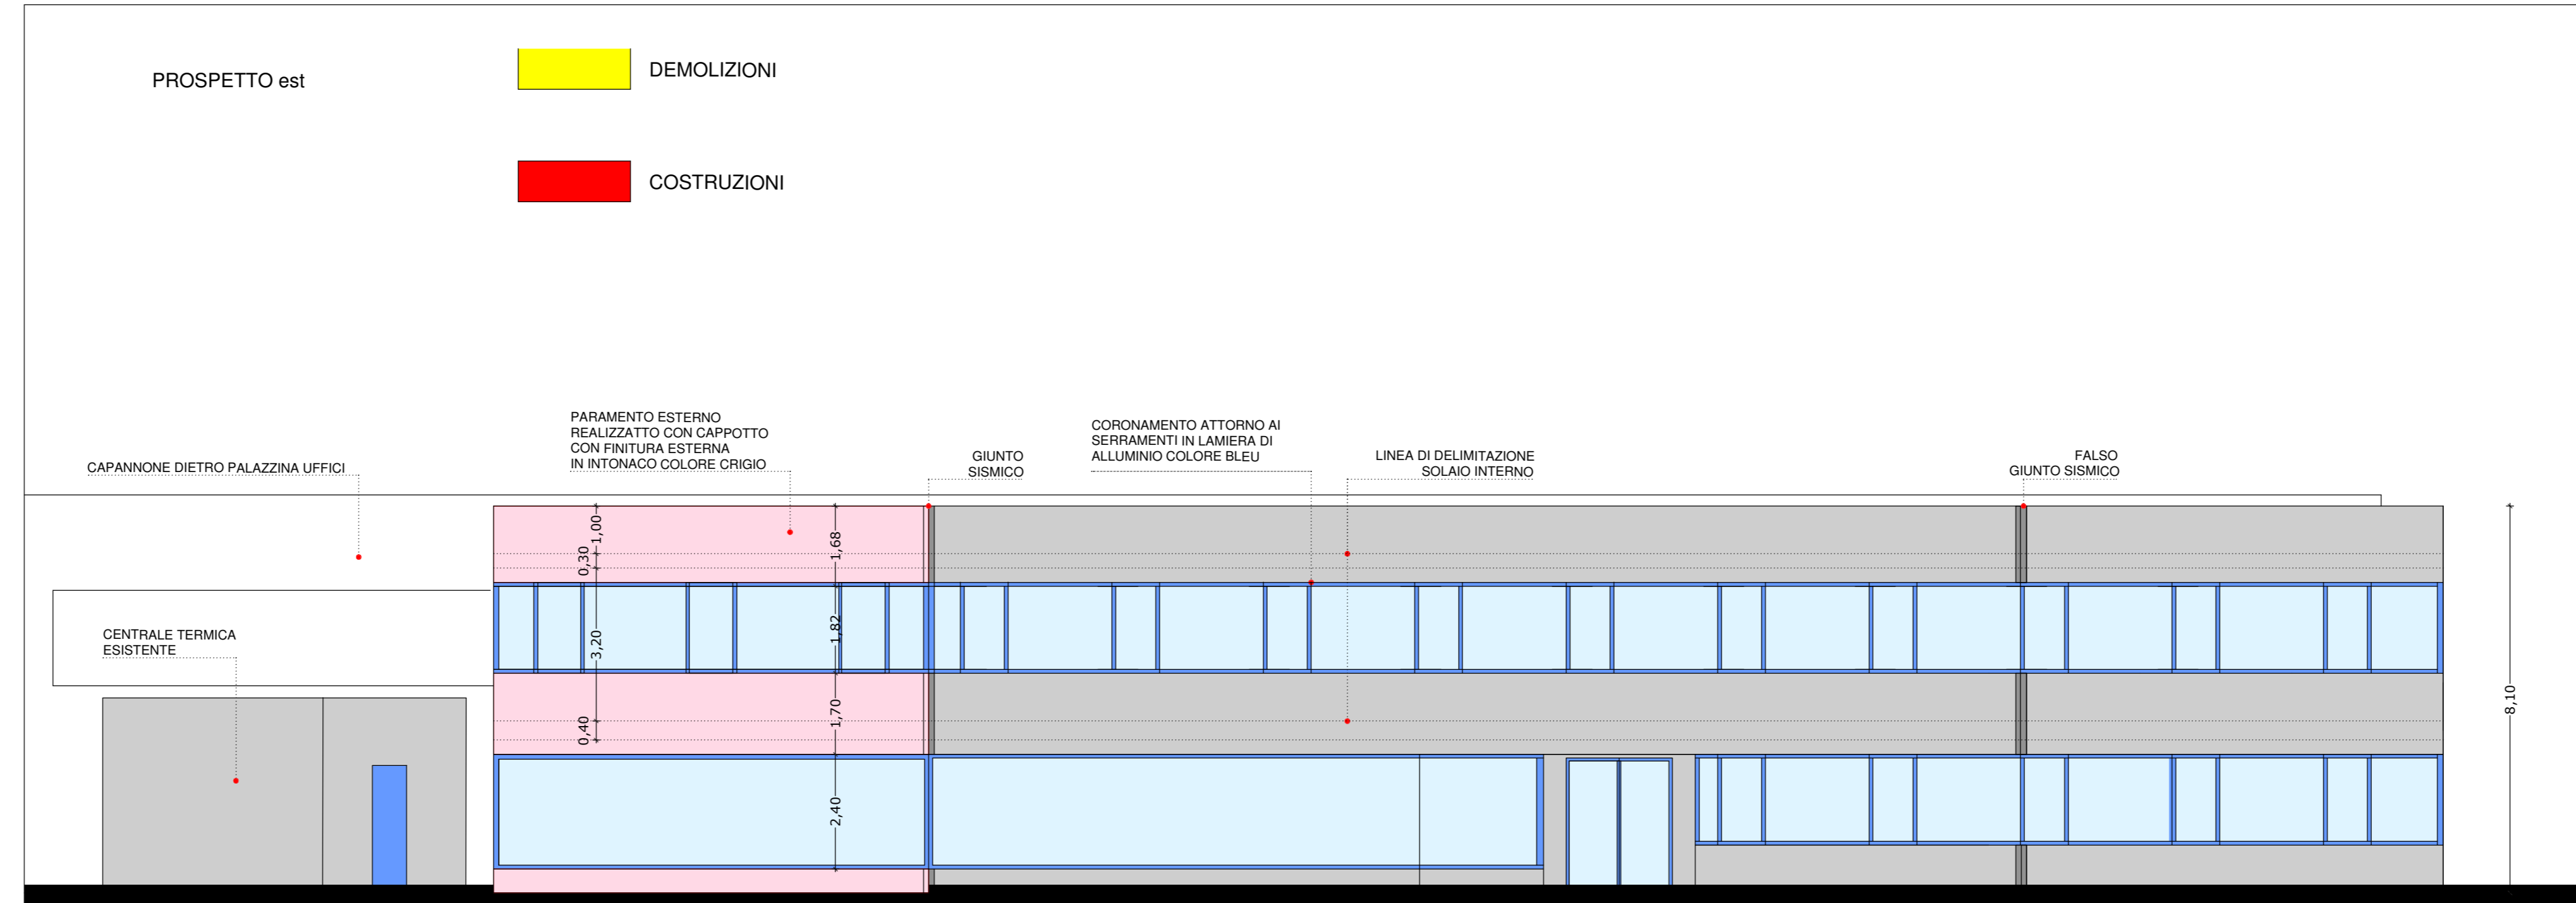 PROSPETTO est
DEMOLIZIONI
COSTRUZIONI
CAPANNONE DIETRO PALAZZINA UFFICI
PARAMENTO ESTERNO
REALIZZATTO CON CAPPOTTO
CON FINITURA ESTERNA
IN INTONACO COLORE CRIGIO
GIUNTO
SISMICO
CORONAMENTO ATTORNO AI
SERRAMENTI IN LAMIERA DI
ALLUMINIO COLORE BLEU
LINEA DI DELIMITAZIONE
SOLAIO INTERNO
FALSO
GIUNTO SISMICO
CENTRALE TERMICA
ESISTENTE
1,00
0,30
3,20
0,40
1,68
1,82
1,70
2,40
8,10